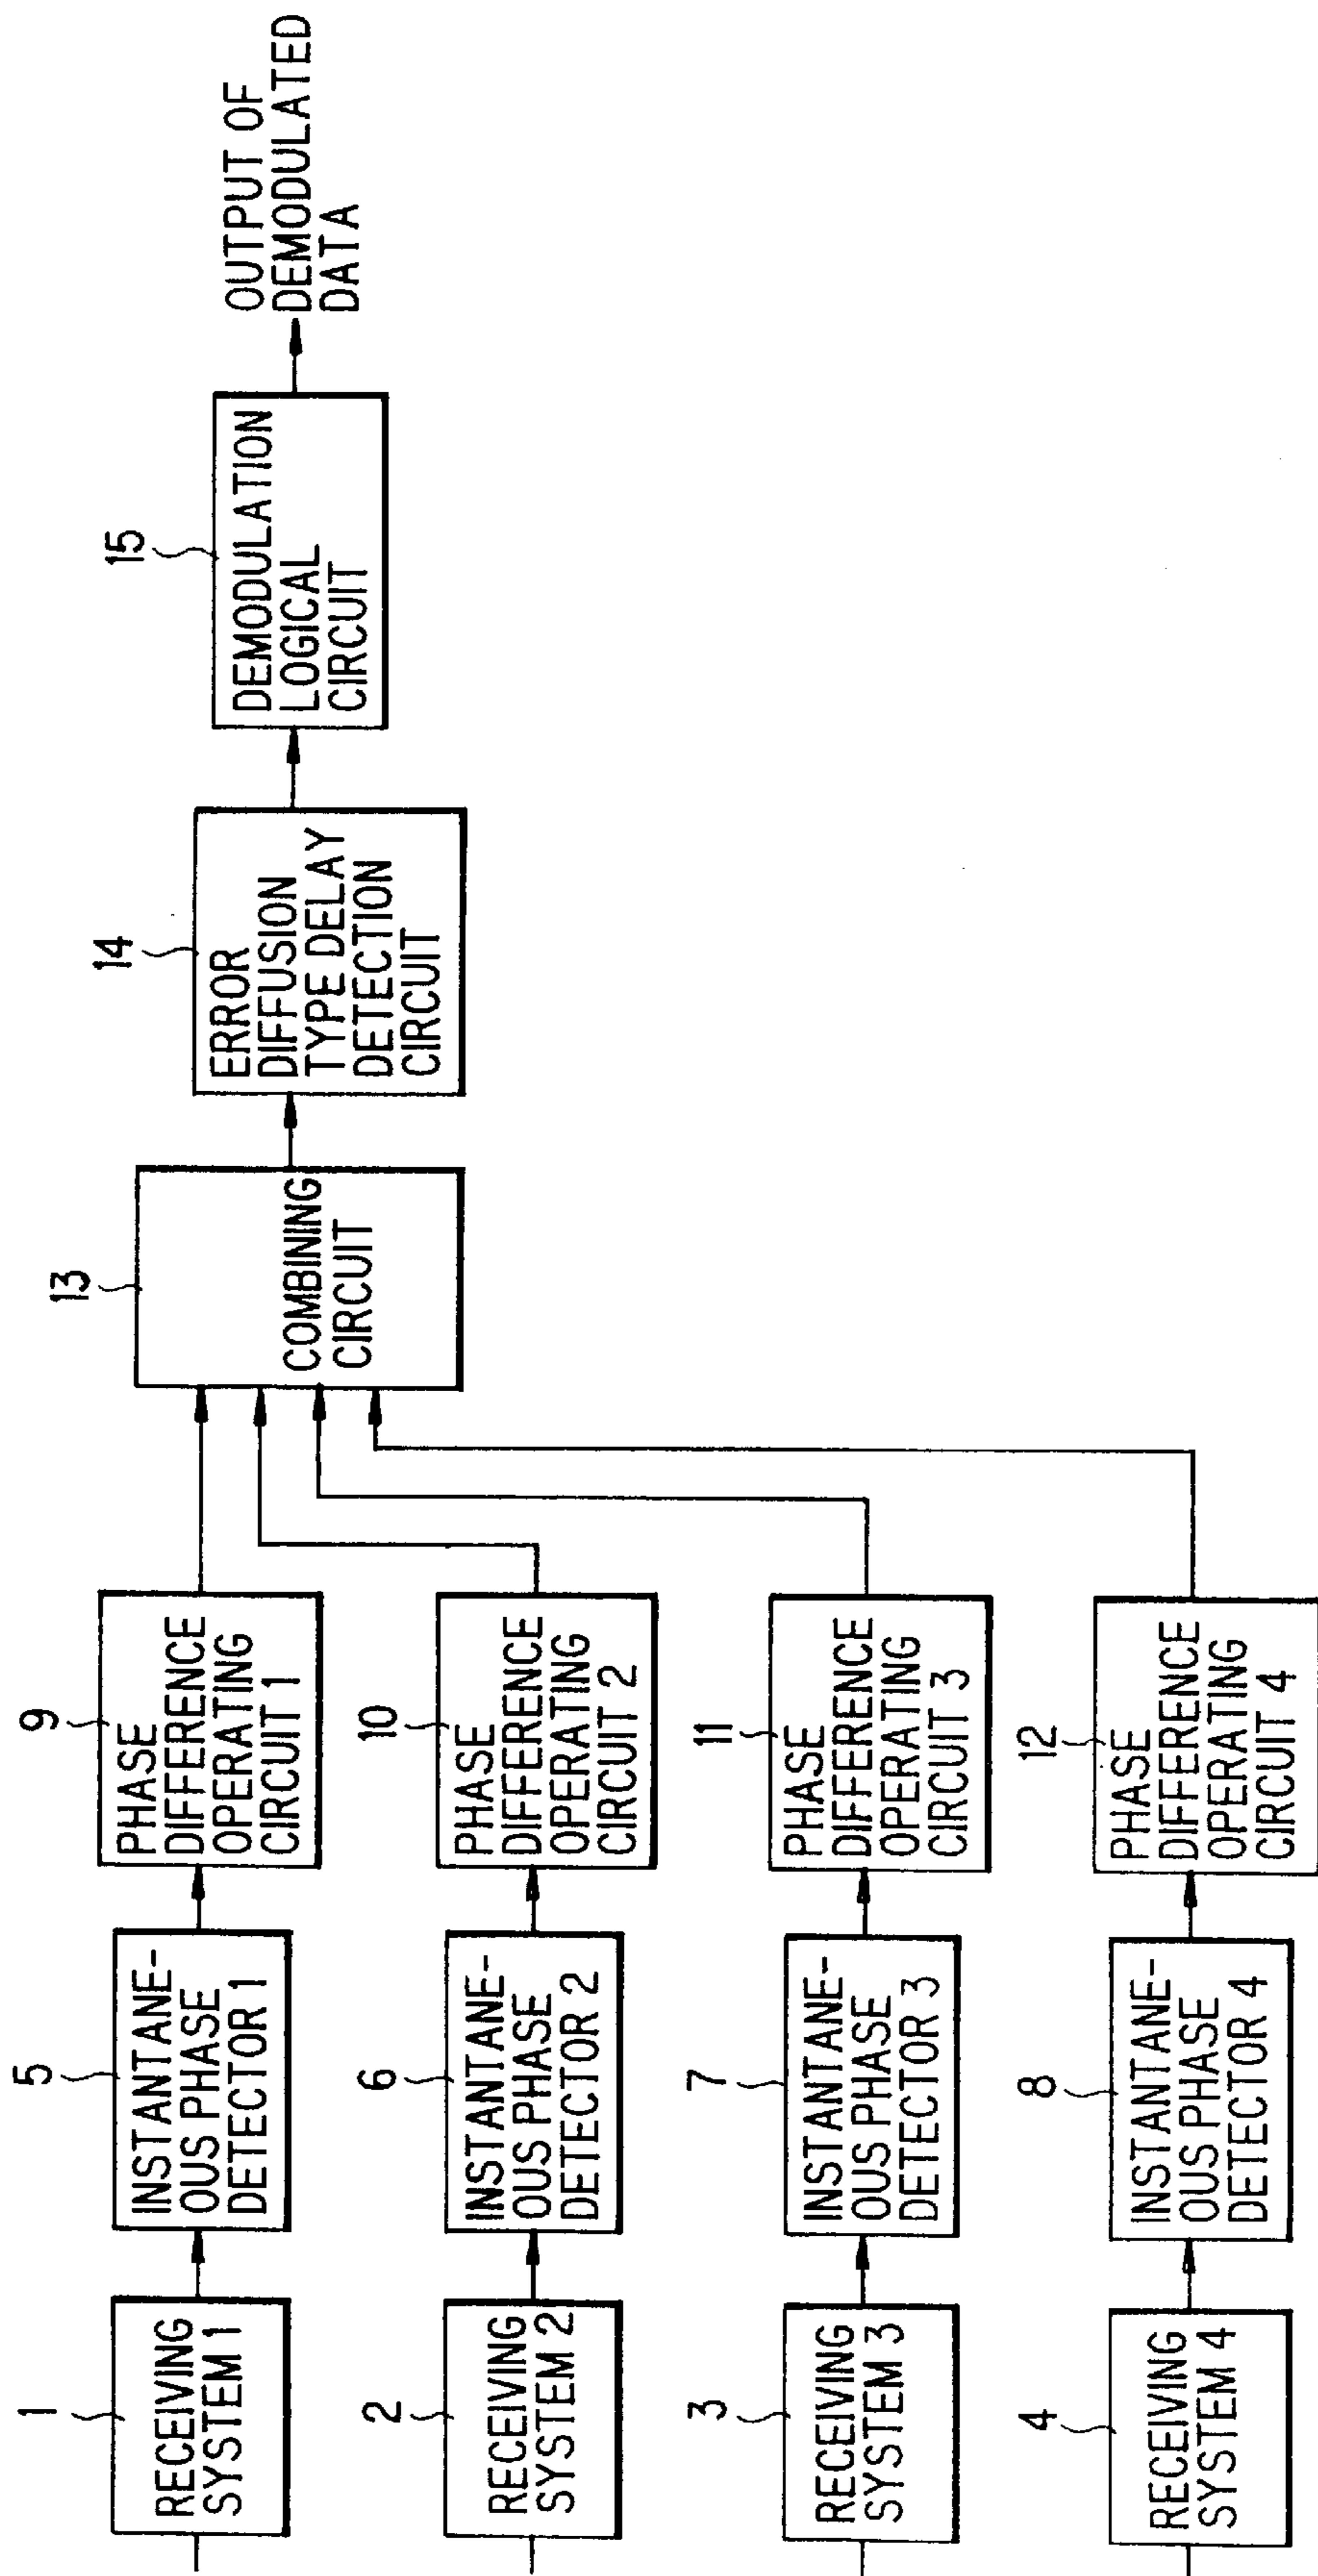 1
RECEIVING
SYSTEM 1
5
INSTANTANE-
OUS PHASE
DETECTOR 1
9
PHASE
DIFFERENCE
OPERATING
CIRCUIT 1
2
RECEIVING
SYSTEM 2
6
INSTANTANE-
OUS PHASE
DETECTOR 2
10
PHASE
DIFFERENCE
OPERATING
CIRCUIT 2
3
RECEIVING
SYSTEM 3
7
INSTANTANE-
OUS PHASE
DETECTOR 3
11
PHASE
DIFFERENCE
OPERATING
CIRCUIT 3
4
RECEIVING
SYSTEM 4
8
INSTANTANE-
OUS PHASE
DETECTOR 4
12
PHASE
DIFFERENCE
OPERATING
CIRCUIT 4
13
COMBINING
CIRCUIT
14
ERROR
DIFFUSION
TYPE DELAY
DETECTION
CIRCUIT
15
DEMODULATION
LOGICAL
CIRCUIT
OUTPUT OF
DEMODULATED
DATA